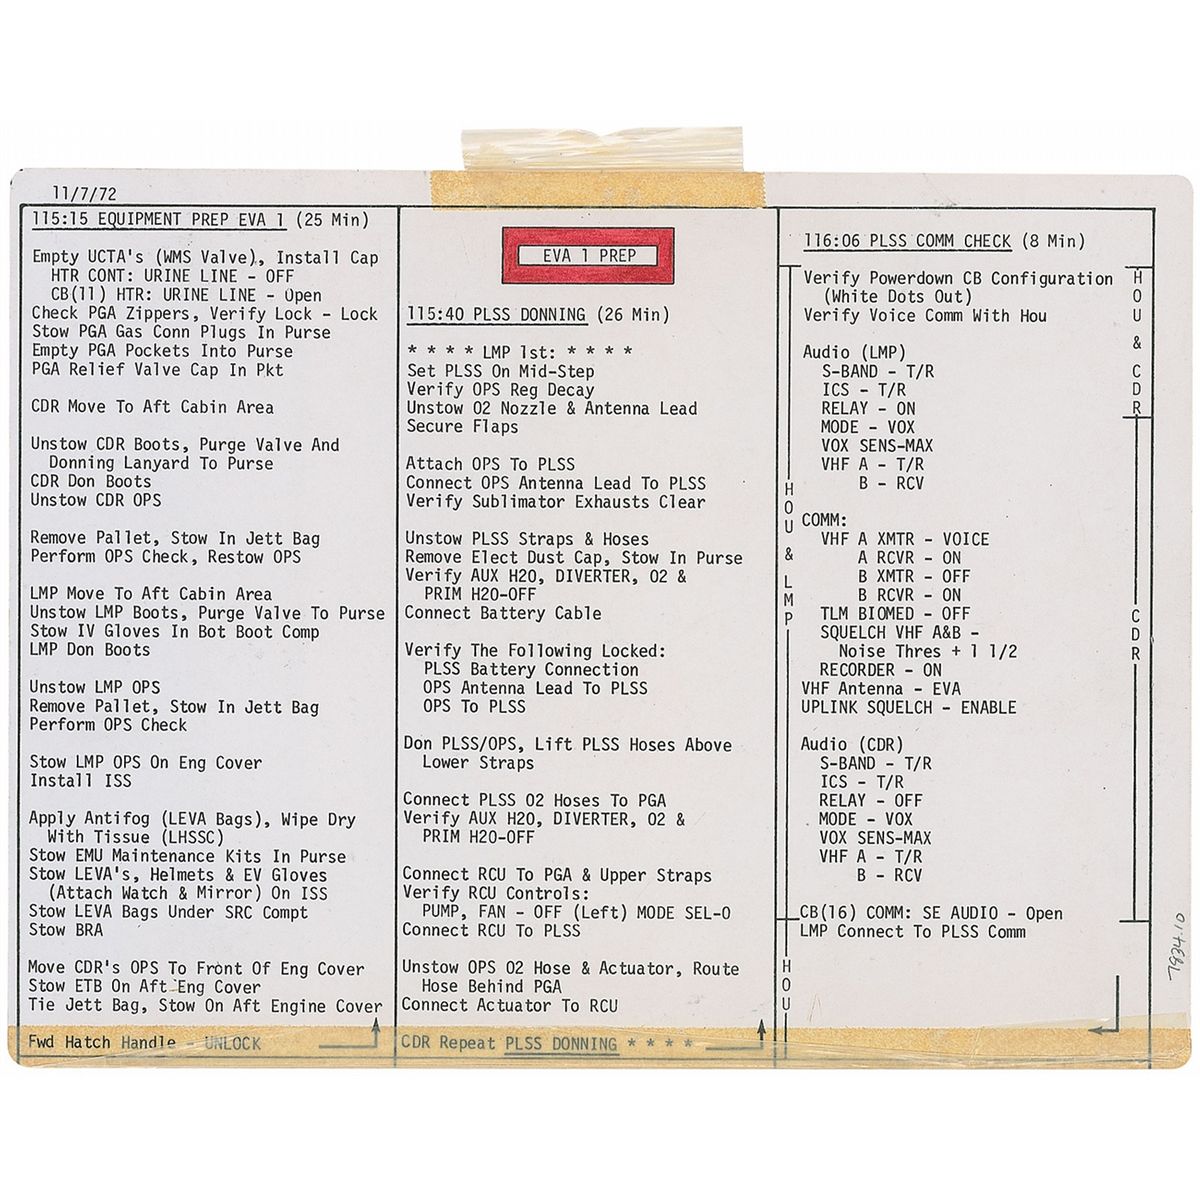 11/7/72
115:15 EQUIPMENT PREP EVA 1 (25 Min)
Empty UCTA's (WMS Valve), Install Cap
HTR CONT: URINE LINE - OFF
CB(11) HTR: URINE LINE - Open
Check PGA Zippers, Verify Lock - Lock
Stow PGA Gas Conn Plugs In Purse
Empty PGA Pockets Into Purse
PGA Relief Valve Cap In Pkt
CDR Move To Aft Cabin Area
Unstow CDR Boots, Purge Valve And
Donning Lanyard To Purse
CDR Don Boots
Unstow CDR OPS
Remove Pallet, Stow In Jett Bag
Perform OPS Check, Restow OPS
LMP Move To Aft Cabin Area
Unstow LMP Boots, Purge Valve To Purse
Stow IV Gloves In Bot Boot Comp
LMP Don Boots
Unstow LMP OPS
Remove Pallet, Stow In Jett Bag
Perform OPS Check
Stow LMP OPS On Eng Cover
Install ISS
Apply Antifog (LEVA Bags), Wipe Dry
With Tissue (LHSSC)
Stow EMU Maintenance Kits In Purse
Stow LEVA's, Helmets & EV Gloves
(Attach Watch & Mirror) On ISS
Stow LEVA Bags Under SRC Compt
Stow BRA
Move CDR's OPS To Front Of Eng Cover
Stow ETB On Aft Eng Cover
Tie Jett Bag, Stow On Aft Engine Cover
Fwd Hatch Handle - UNLOCK
EVA 1 PREP
115:40 PLSS DONNING (26 Min)
* * * * LMP 1st: * * * *
Set PLSS On Mid-Step
Verify OPS Reg Decay
Unstow O2 Nozzle & Antenna Lead
Secure Flaps
Attach OPS To PLSS
Connect OPS Antenna Lead To PLSS
Verify Sublimator Exhausts Clear
Unstow PLSS Straps & Hoses
Remove Elect Dust Cap, Stow In Purse
Verify AUX H2O, DIVERTER, O2 &
PRIM H2O-OFF
Connect Battery Cable
Verify The Following Locked:
PLSS Battery Connection
OPS Antenna Lead To PLSS
OPS To PLSS
Don PLSS/OPS, Lift PLSS Hoses Above
Lower Straps
Connect PLSS O2 Hoses To PGA
Verify AUX H2O, DIVERTER, O2 &
PRIM H2O-OFF
Connect RCU To PGA & Upper Straps
Verify RCU Controls:
PUMP, FAN - OFF (Left) MODE SEL-O
Connect RCU To PLSS
Unstow OPS O2 Hose & Actuator, Route
Hose Behind PGA
Connect Actuator To RCU
CDR Repeat PLSS DONNING * * * *
116:06 PLSS COMM CHECK (8 Min)
Verify Powerdown CB Configuration
(White Dots Out)
Verify Voice Comm With Hou
Audio (LMP)
S-BAND - T/R
ICS - T/R
RELAY - ON
MODE - VOX
VOX SENS-MAX
VHF A - T/R
B - RCV
COMM:
VHF A XMTR - VOICE
A RCVR - ON
B XMTR - OFF
B RCVR - ON
TLM BIOMED - OFF
SQUELCH VHF A&B -
Noise Thres + 1 1/2
RECORDER - ON
VHF Antenna - EVA
UPLINK SQUELCH - ENABLE
Audio (CDR)
S-BAND - T/R
ICS - T/R
RELAY - OFF
MODE - VOX
VOX SENS-MAX
VHF A - T/R
B - RCV
CB(16) COMM: SE AUDIO - Open
LMP Connect To PLSS Comm
HOU & LMP
HOU
HOU & CDR
CDR
7834.10